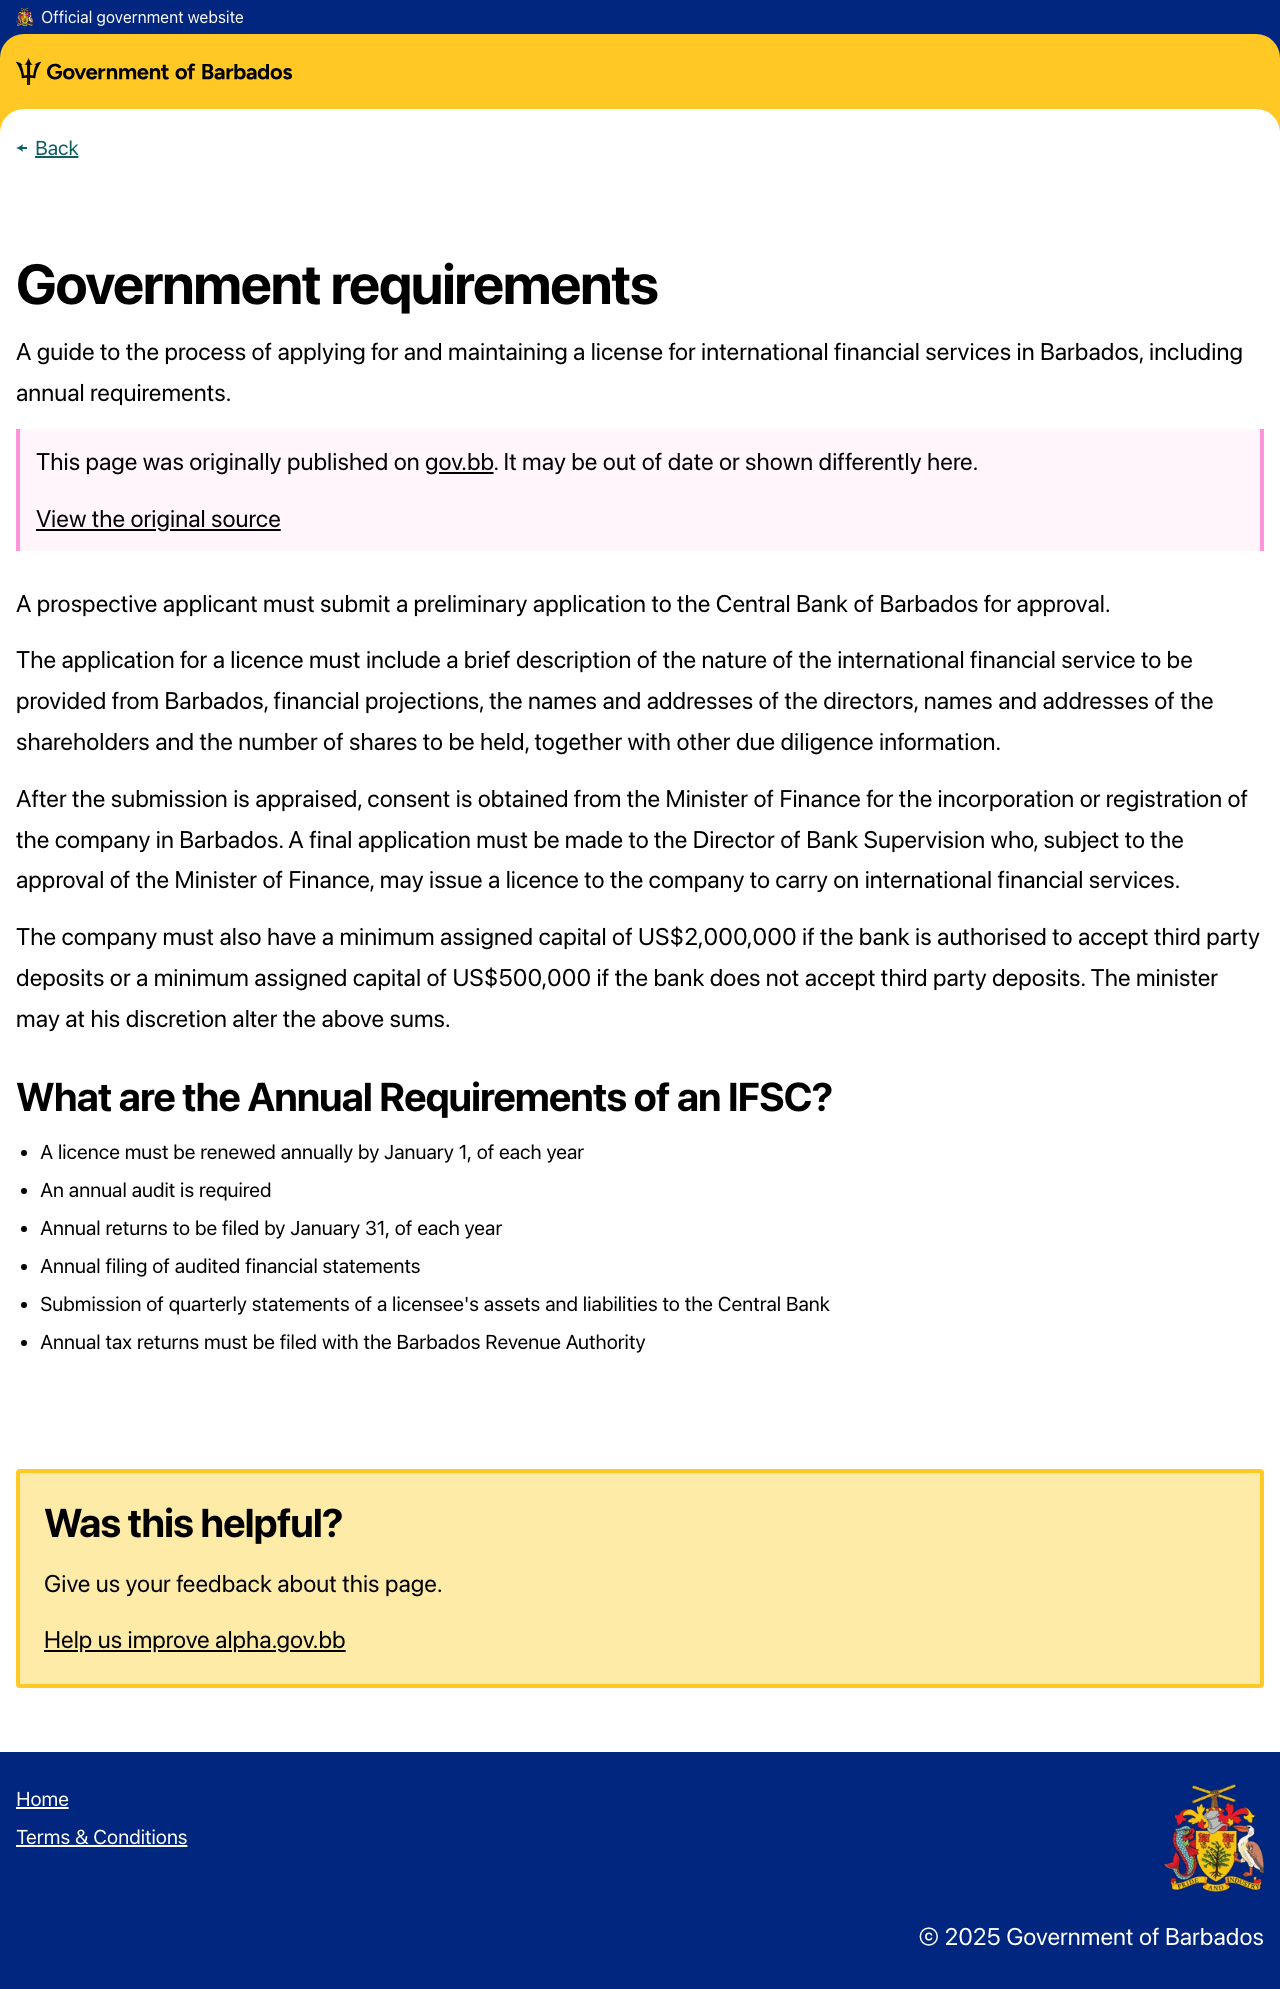 Official government website
Government of Barbados
Back
Government requirements
A guide to the process of applying for and maintaining a license for international financial services in Barbados, including
annual requirements.
This page was originally published on gov.bb. It may be out of date or shown differently here.
View the original source
A prospective applicant must submit a preliminary application to the Central Bank of Barbados for approval.
The application for a licence must include a brief description of the nature of the international financial service to be
provided from Barbados, financial projections, the names and addresses of the directors, names and addresses of the
shareholders and the number of shares to be held, together with other due diligence information.
After the submission is appraised, consent is obtained from the Minister of Finance for the incorporation or registration of
the company in Barbados. A final application must be made to the Director of Bank Supervision who, subject to the
approval of the Minister of Finance, may issue a licence to the company to carry on international financial services.
The company must also have a minimum assigned capital of US$2,000,000 if the bank is authorised to accept third party
deposits or a minimum assigned capital of US$500,000 if the bank does not accept third party deposits. The minister
may at his discretion alter the above sums.
What are the Annual Requirements of an IFSC?
• A licence must be renewed annually by January 1, of each year
• An annual audit is required
• Annual returns to be filed by January 31, of each year
• Annual filing of audited financial statements
• Submission of quarterly statements of a licensee's assets and liabilities to the Central Bank
• Annual tax returns must be filed with the Barbados Revenue Authority
Was this helpful?
Give us your feedback about this page.
Help us improve alpha.gov.bb
Home
Terms & Conditions
PRIDE AND INDUSTRY
© 2025 Government of Barbados